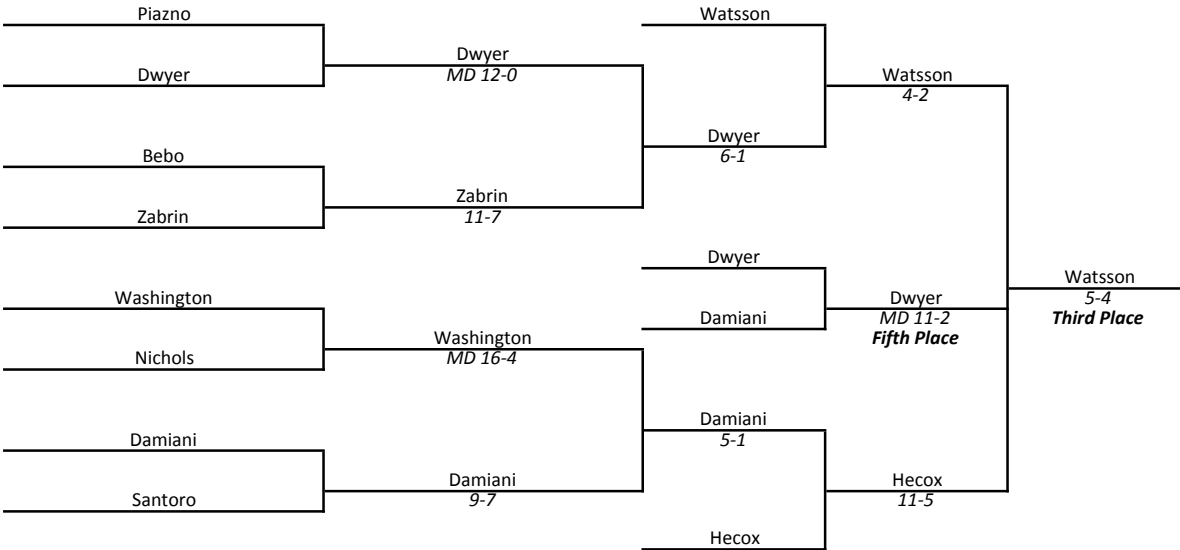 Piazno
Watsson
Dwyer
MD 12-0
Dwyer
Watsson
4-2
Dwyer
6-1
Bebo
Zabrin
11-7
Zabrin
Dwyer
Watsson
5-4
Third Place
Washington
Dwyer
MD 11-2
Fifth Place
Damiani
Washington
MD 16-4
Nichols
Damiani
5-1
Damiani
Damiani
9-7
Hecox
11-5
Santoro
Hecox